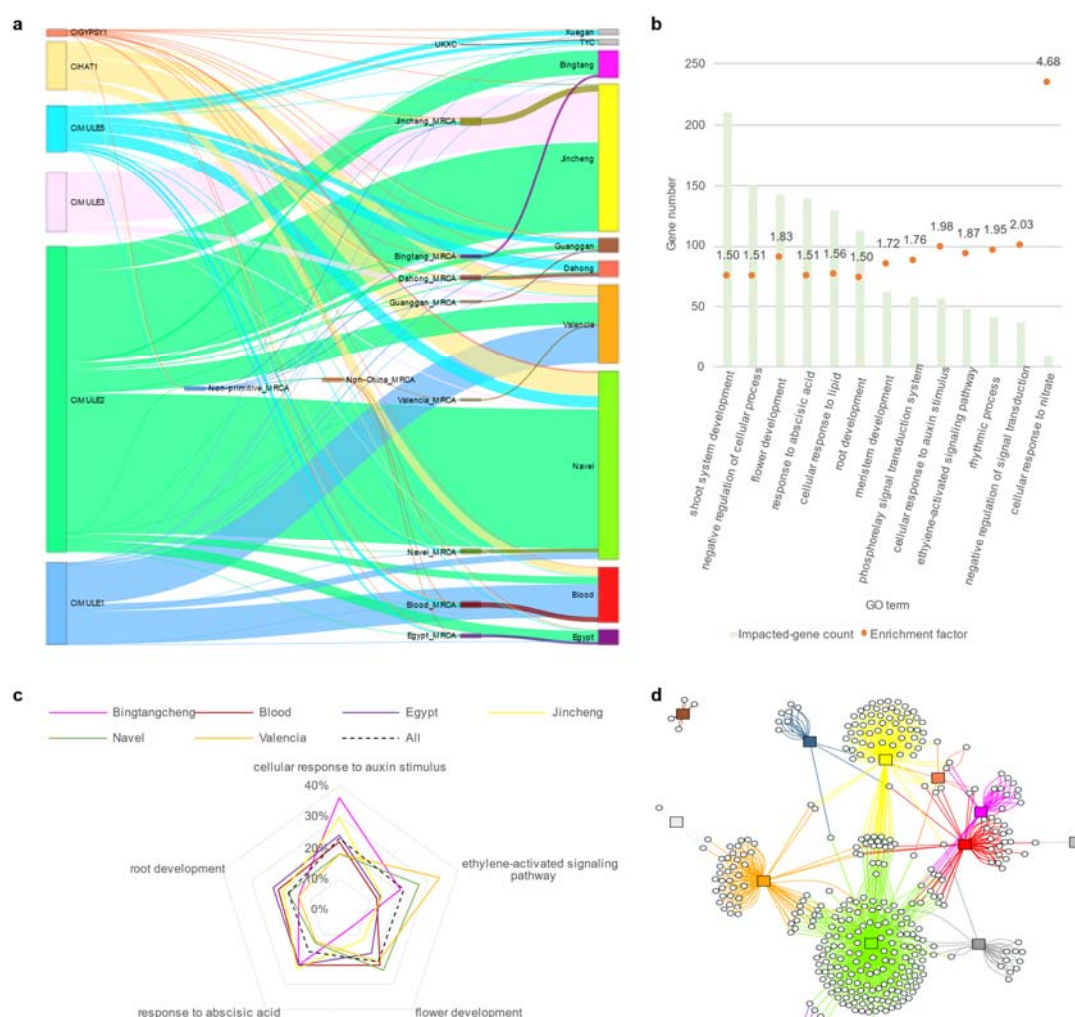 a
CiGYPSY1
CiHAT1
CiMULE5
CiMULE3
CiMULE2
CiMULE1
UKXC
Jincheng_MRCA
Bingtang_MRCA
Dahong_MRCA
Guanggan_MRCA
Non-primitive_MRCA
Non-China_MRCA
Valencia_MRCA
Navel_MRCA
Blood_MRCA
Egypt_MRCA
Xuegan
TYC
Bingtang
Jincheng
Guanggan
Dahong
Valencia
Navel
Blood
Egypt
b
250
200
150
100
50
0
Gene number
1.50
1.51
1.83
1.51
1.56
1.50
1.72
1.76
1.98
1.87
1.95
2.03
4.68
shoot system development
negative regulation of cellular process
flower development
response to abscisic acid
cellular response to lipid
root development
meristem development
phosphorelay signal transduction system
cellular response to auxin stimulus
ethylene-activated signaling pathway
rhythmic process
negative regulation of signal transduction
cellular response to nitrate
GO term
Impacted-gene count Enrichment factor
c
Bingtangcheng Blood Egypt Jincheng
Navel Valencia All
cellular response to auxin stimulus
40%
30%
20%
10%
0%
root development
ethylene-activated signaling
pathway
response to abscisic acid
flower development
d